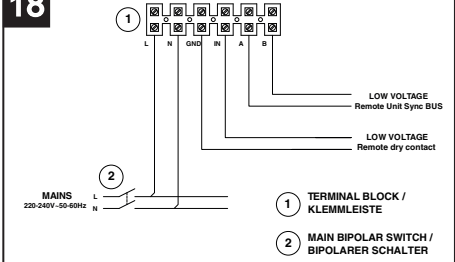 18
1
L N GND IN A B
LOW VOLTAGE
Remote Unit Sync BUS
LOW VOLTAGE
Remote dry contact
2
MAINS
220-240V~50-60Hz
L
N
1 TERMINAL BLOCK /
KLEMMLEISTE
2 MAIN BIPOLAR SWITCH /
BIPOLARER SCHALTER